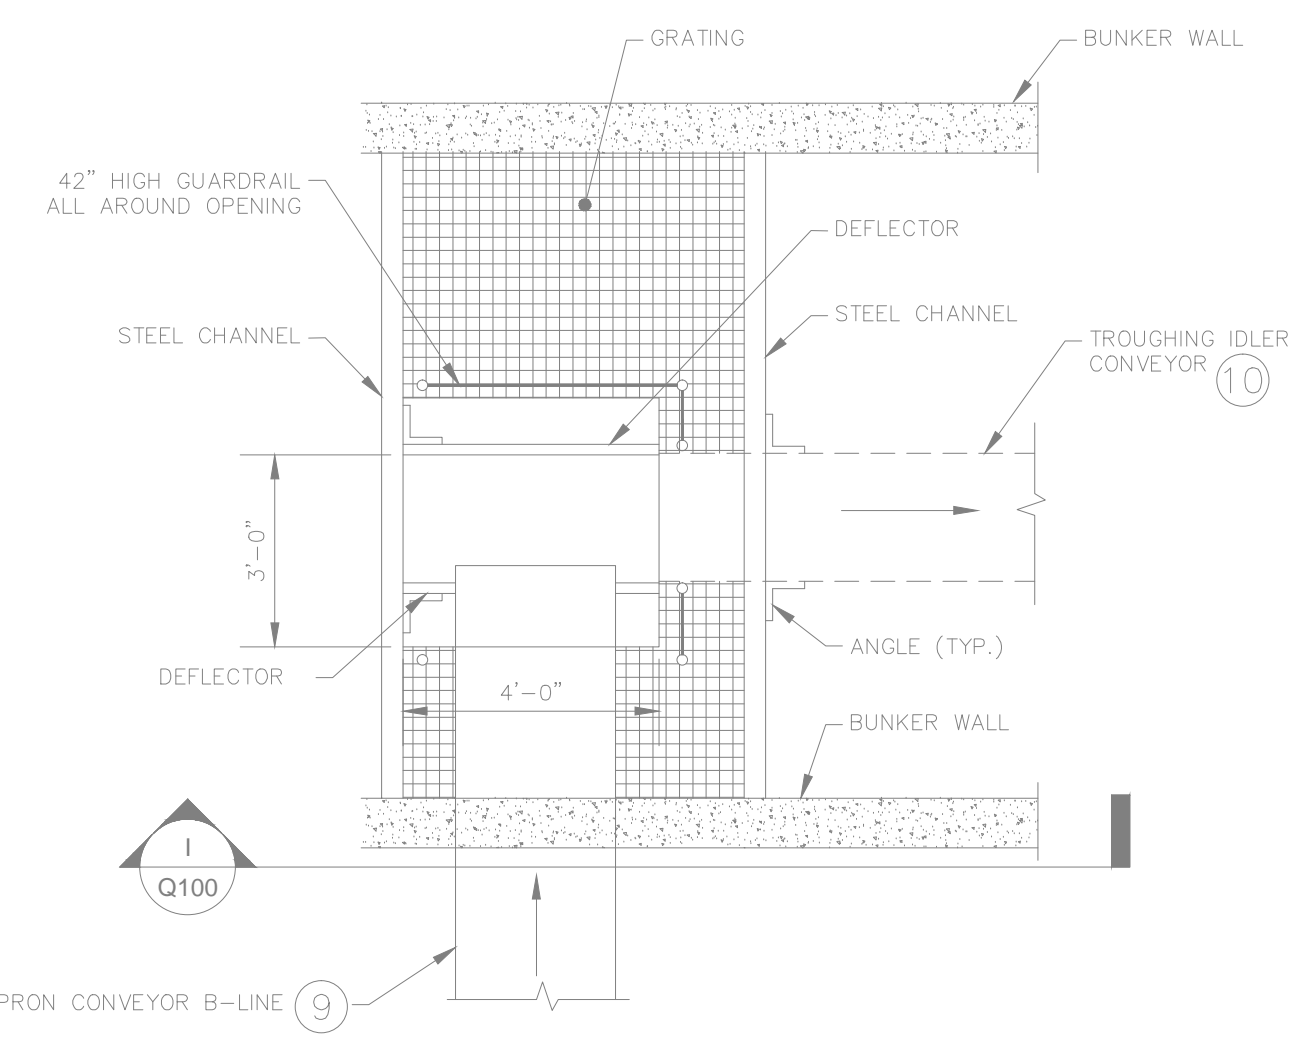 GRATING
BUNKER WALL
42" HIGH GUARDRAIL
ALL AROUND OPENING
DEFLECTOR
STEEL CHANNEL
STEEL CHANNEL
TROUGHING IDLER
CONVEYOR 10
3'-0"
ANGLE (TYP.)
DEFLECTOR
4'-0"
BUNKER WALL
I
Q100
PRON CONVEYOR B-LINE 9